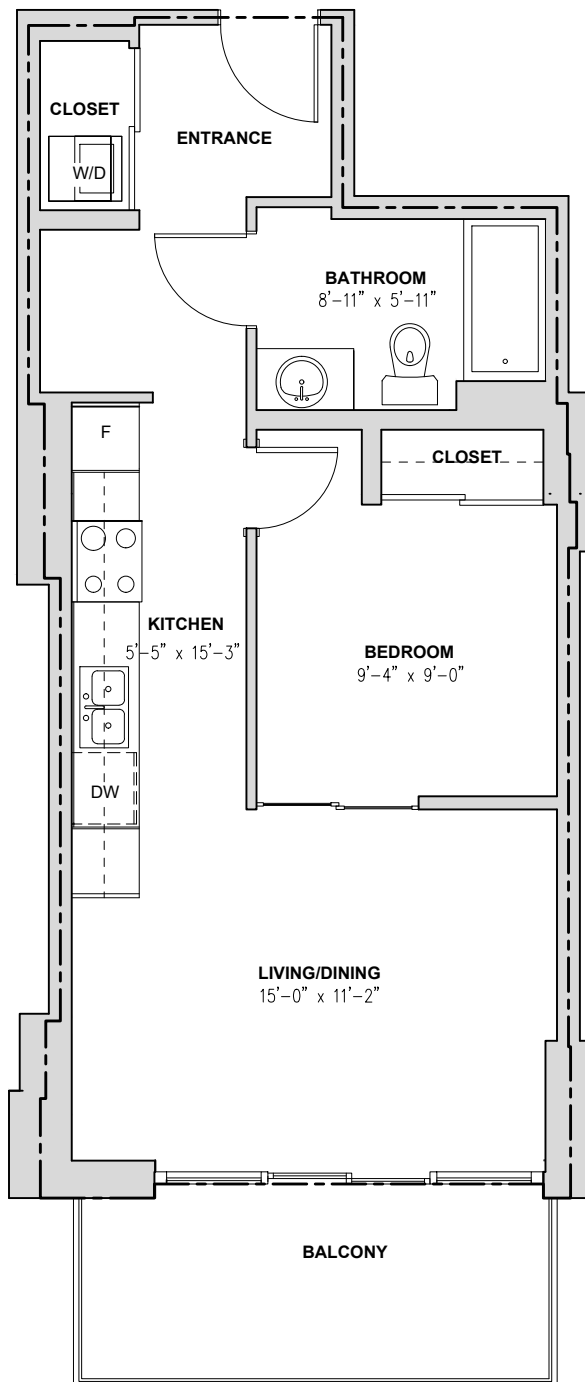 CLOSET
ENTRANCE
W/D
BATHROOM
8'-11" x 5'-11"
F
CLOSET
KITCHEN
5'-5" x 15'-3"
BEDROOM
9'-4" x 9'-0"
DW
LIVING/DINING
15'-0" x 11'-2"
BALCONY